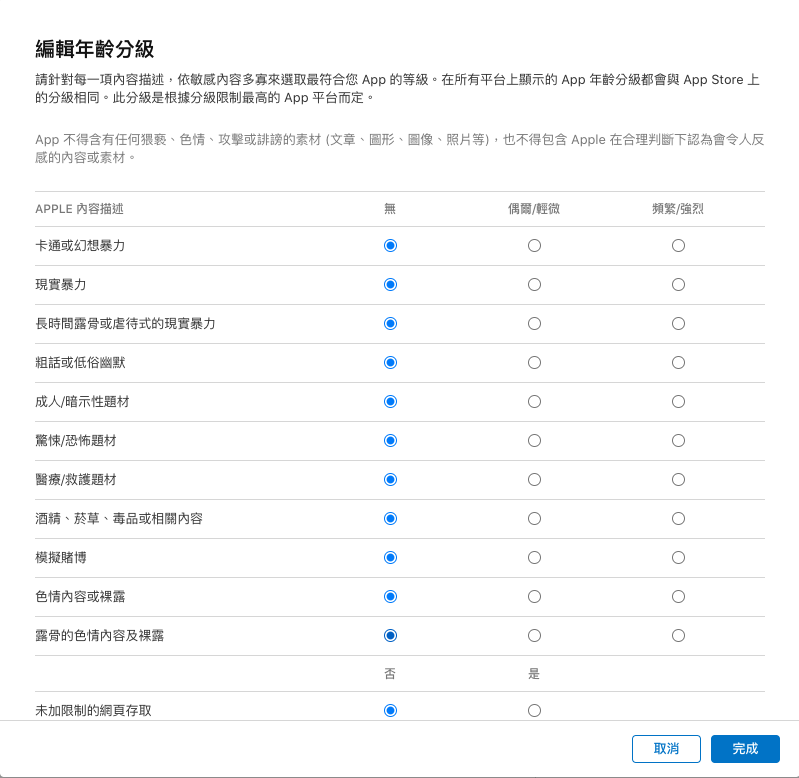 編輯年齡分級
請針對每一項內容描述，依敏感內容多寡來選取最符合您 App 的等級。在所有平台上顯示的 App 年齡分級都會與 App Store 上
的分級相同。此分級是根據分級限制最高的 App 平台而定。
App 不得含有任何猥褻、色情、攻擊或誹謗的素材 (文章、圖形、圖像、照片等)，也不得包含 Apple 在合理判斷下認為會令人反
感的內容或素材。
APPLE 內容描述 無 偶爾/輕微 頻繁/強烈
卡通或幻想暴力
現實暴力
長時間露骨或虐待式的現實暴力
粗話或低俗幽默
成人/暗示性題材
驚悚/恐怖題材
醫療/救護題材
酒精、菸草、毒品或相關內容
模擬賭博
色情內容或裸露
露骨的色情內容及裸露
否 是
未加限制的網頁存取
取消 完成